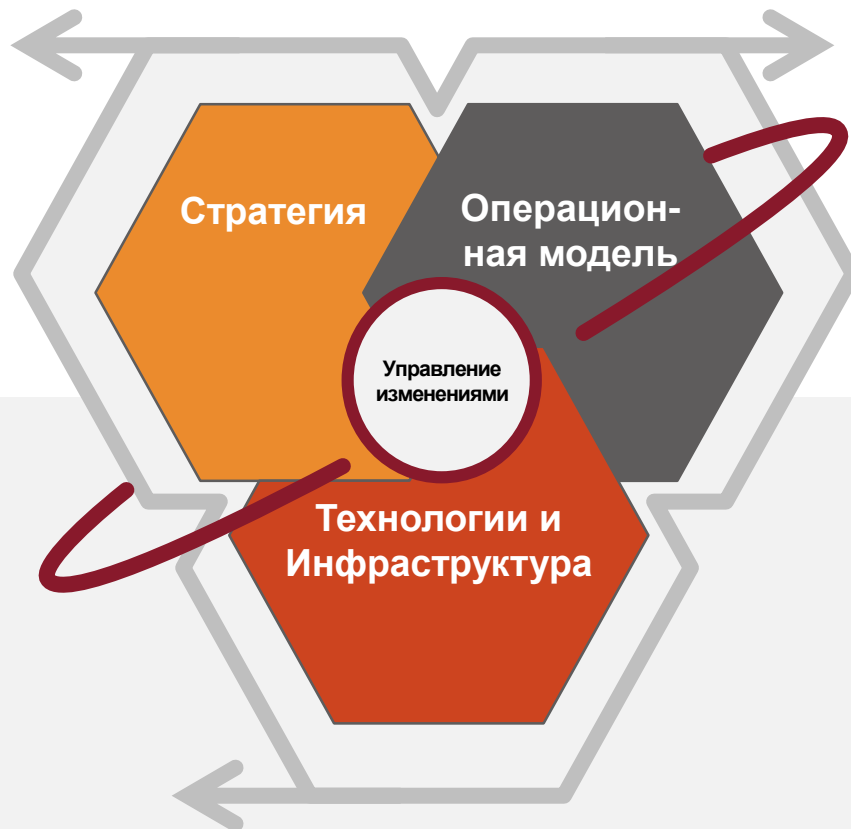 Стратегия
Операцион-
ная модель
Управление
изменениями
Технологии и
Инфраструктура